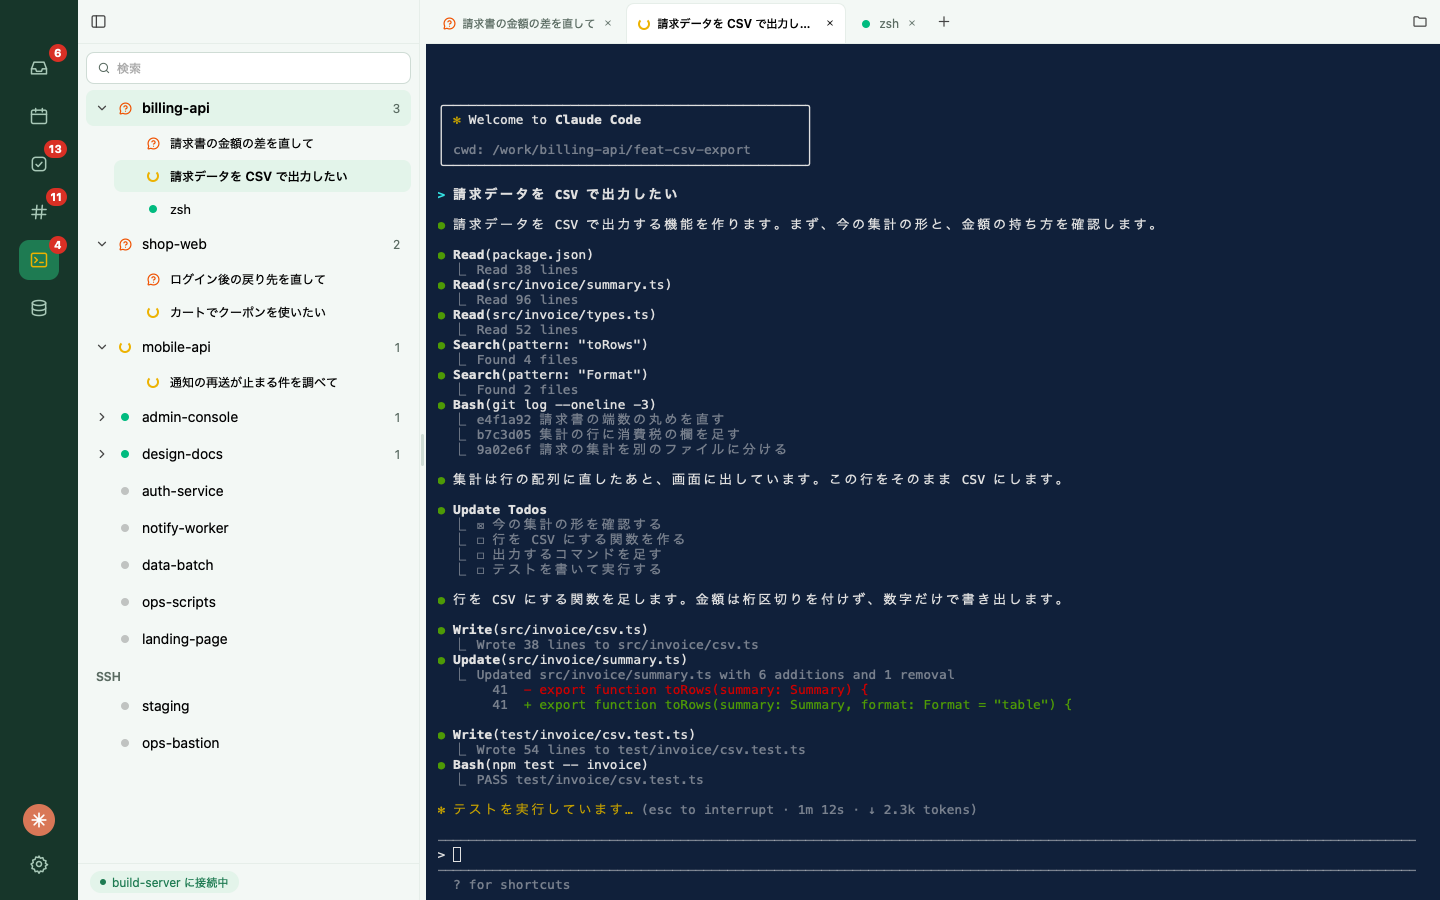 6
13
11
4
検索
billing-api 3
請求書の金額の差を直して
請求データを CSV で出力したい
zsh
shop-web 2
ログイン後の戻り先を直して
カートでクーポンを使いたい
mobile-api 1
通知の再送が止まる件を調べて
admin-console 1
design-docs 1
auth-service
notify-worker
data-batch
ops-scripts
landing-page
SSH
staging
ops-bastion
build-server に接続中
請求書の金額の差を直して ×
請求データを CSV で出力し... ×
zsh ×
+
✻ Welcome to Claude Code
cwd: /work/billing-api/feat-csv-export
> 請求データを CSV で出力したい
● 請求データを CSV で出力する機能を作ります。まず、今の集計の形と、金額の持ち方を確認します。
● Read(package.json)
⎿ Read 38 lines
● Read(src/invoice/summary.ts)
⎿ Read 96 lines
● Read(src/invoice/types.ts)
⎿ Read 52 lines
● Search(pattern: "toRows")
⎿ Found 4 files
● Search(pattern: "Format")
⎿ Found 2 files
● Bash(git log --oneline -3)
⎿ e4f1a92 請求書の端数の丸めを直す
⎿ b7c3d05 集計の行に消費税の欄を足す
⎿ 9a02e6f 請求の集計を別のファイルに分ける
● 集計は行の配列に直したあと、画面に出しています。この行をそのまま CSV にします。
● Update Todos
⎿ ☒ 今の集計の形を確認する
⎿ ☐ 行を CSV にする関数を作る
⎿ ☐ 出力するコマンドを足す
⎿ ☐ テストを書いて実行する
● 行を CSV にする関数を足します。金額は桁区切りを付けず、数字だけで書き出します。
● Write(src/invoice/csv.ts)
⎿ Wrote 38 lines to src/invoice/csv.ts
● Update(src/invoice/summary.ts)
⎿ Updated src/invoice/summary.ts with 6 additions and 1 removal
41 - export function toRows(summary: Summary) {
41 + export function toRows(summary: Summary, format: Format = "table") {
● Write(test/invoice/csv.test.ts)
⎿ Wrote 54 lines to test/invoice/csv.test.ts
● Bash(npm test -- invoice)
⎿ PASS test/invoice/csv.test.ts
✻ テストを実行しています… (esc to interrupt · 1m 12s · ↓ 2.3k tokens)
>
? for shortcuts